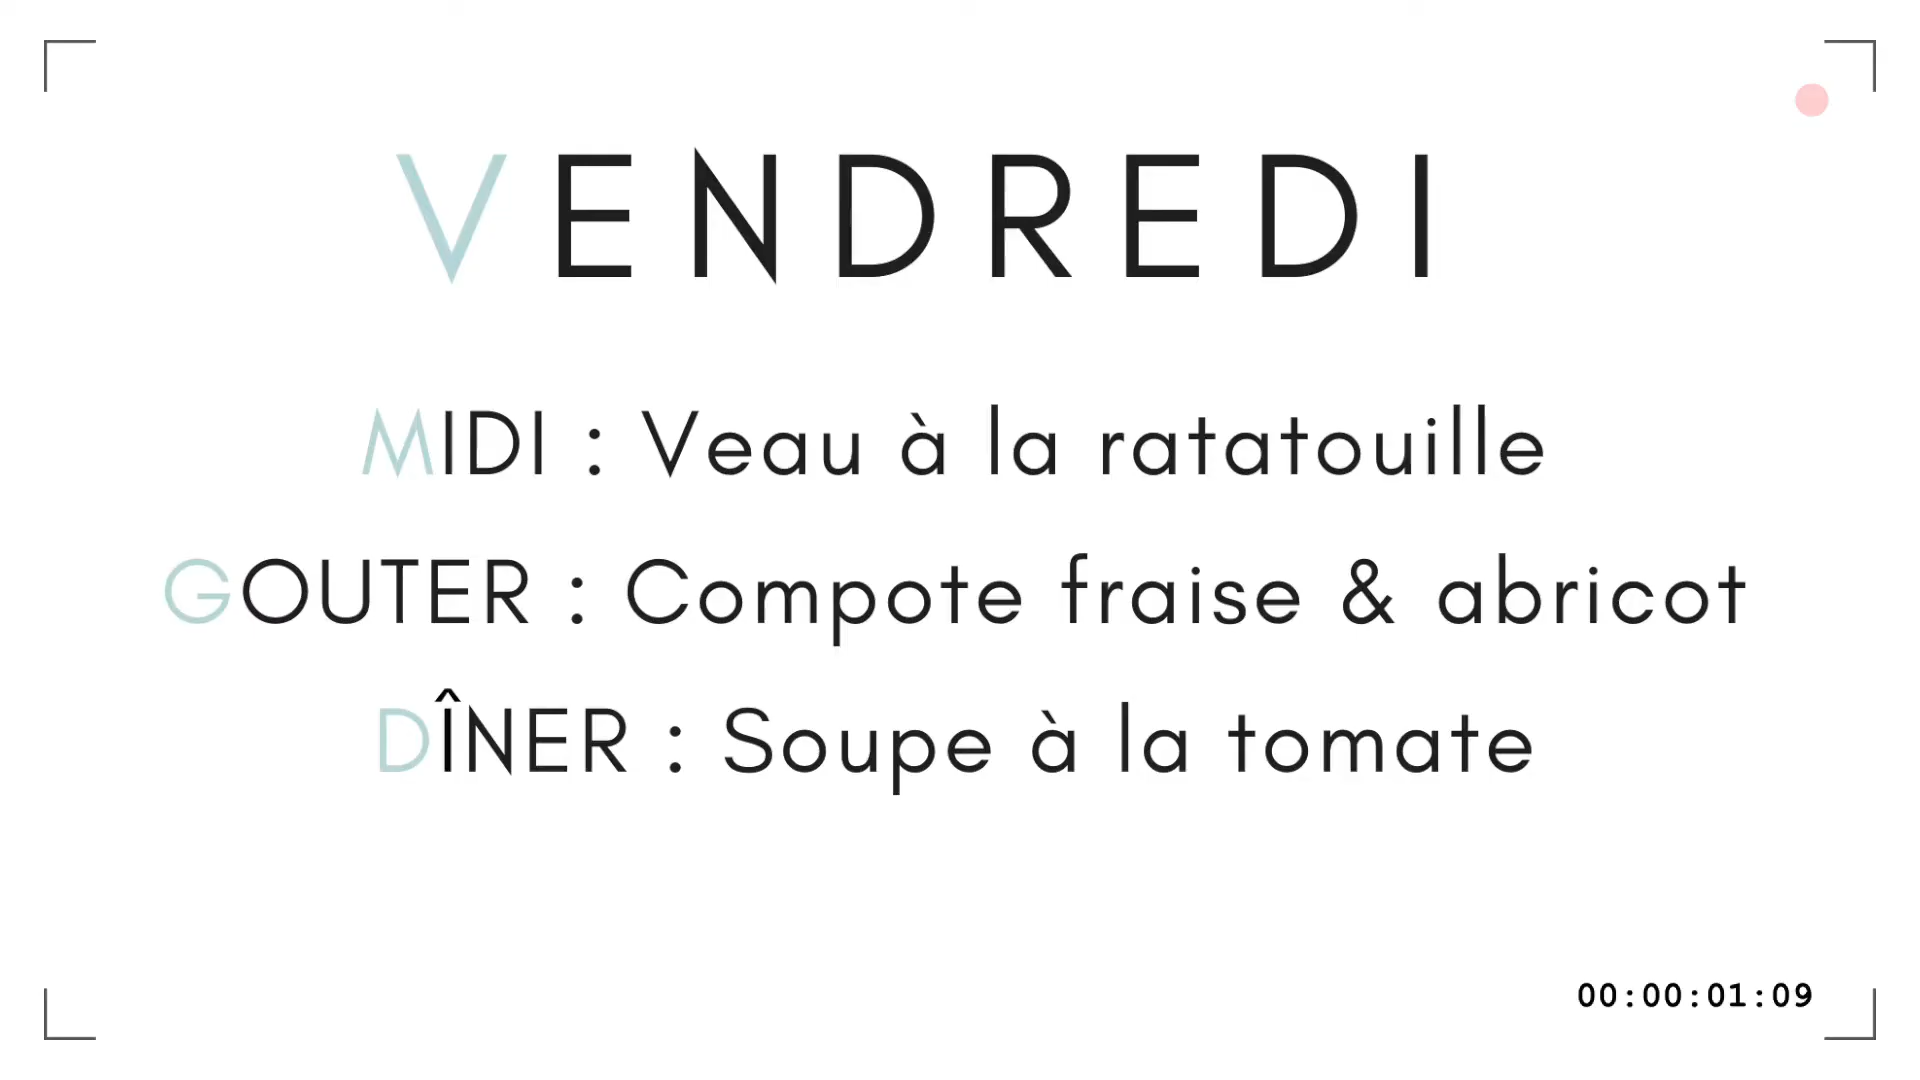 VENDREDI
MIDI : Veau à la ratatouille
GOUTER : Compote fraise & abricot
DÎNER : Soupe à la tomate
00:00:01:09